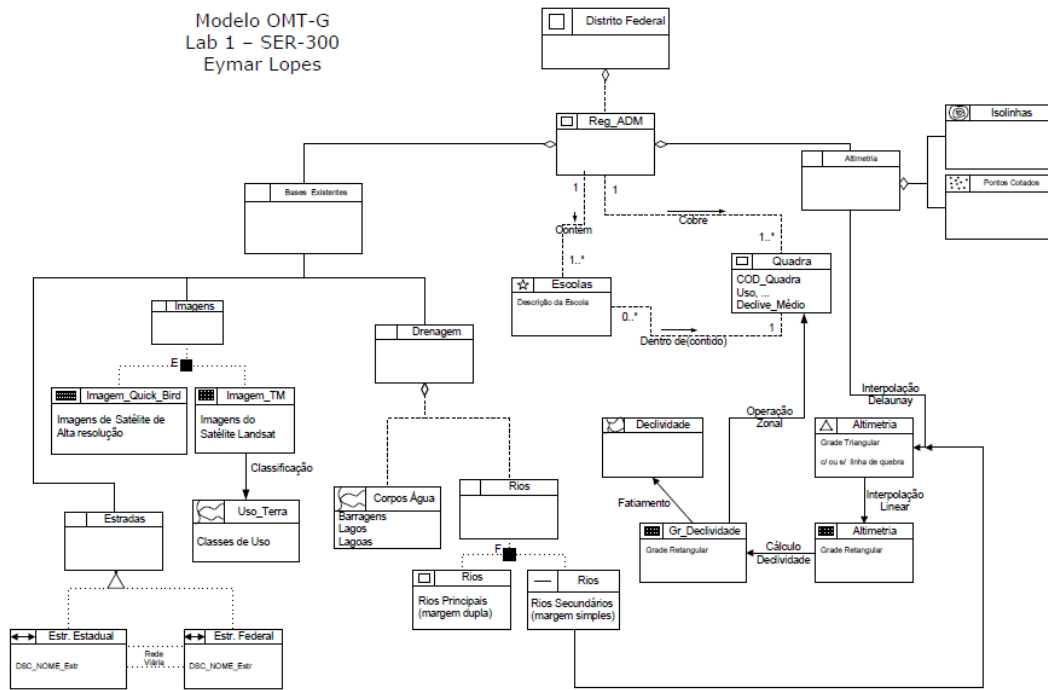 Modelo OMT-G
Lab 1 – SER-300
Eymar Lopes
Distrito Federal
Reg_ADM
Isolinhas
Altimetria
Pontos Cotados
Bases Existentes
1
1
Contém
Cobre
1..*
1..*
Escolas
Descrição da Escola
Quadra
COD_Quadra
Uso, ...
Declive_Médio
0..*
1
Dentro de(contido)
Imagens
Drenagem
E
Imagem_Quick_Bird
Imagens de Satélite de
Alta resolução
Imagem_TM
Imagens do
Satélite Landsat
Classificação
Uso_Terra
Classes de Uso
Corpos Água
Barragens
Lagos
Lagoas
Rios
F
Rios
Rios Principais
(margem dupla)
Rios
Rios Secundários
(margem simples)
Interpolação
Delaunay
Operação
Zonal
Declividade
Altimetria
Grade Triangular
c/ ou s/ linha de quebra
Fatiamento
Interpolação
Linear
Gr_Declividade
Grade Retangular
Cálculo
Declividade
Altimetria
Grade Retangular
Estradas
Estr. Estadual
DSC_NOME_Estr
Rede
Viária
Estr. Federal
DSC_NOME_Estr